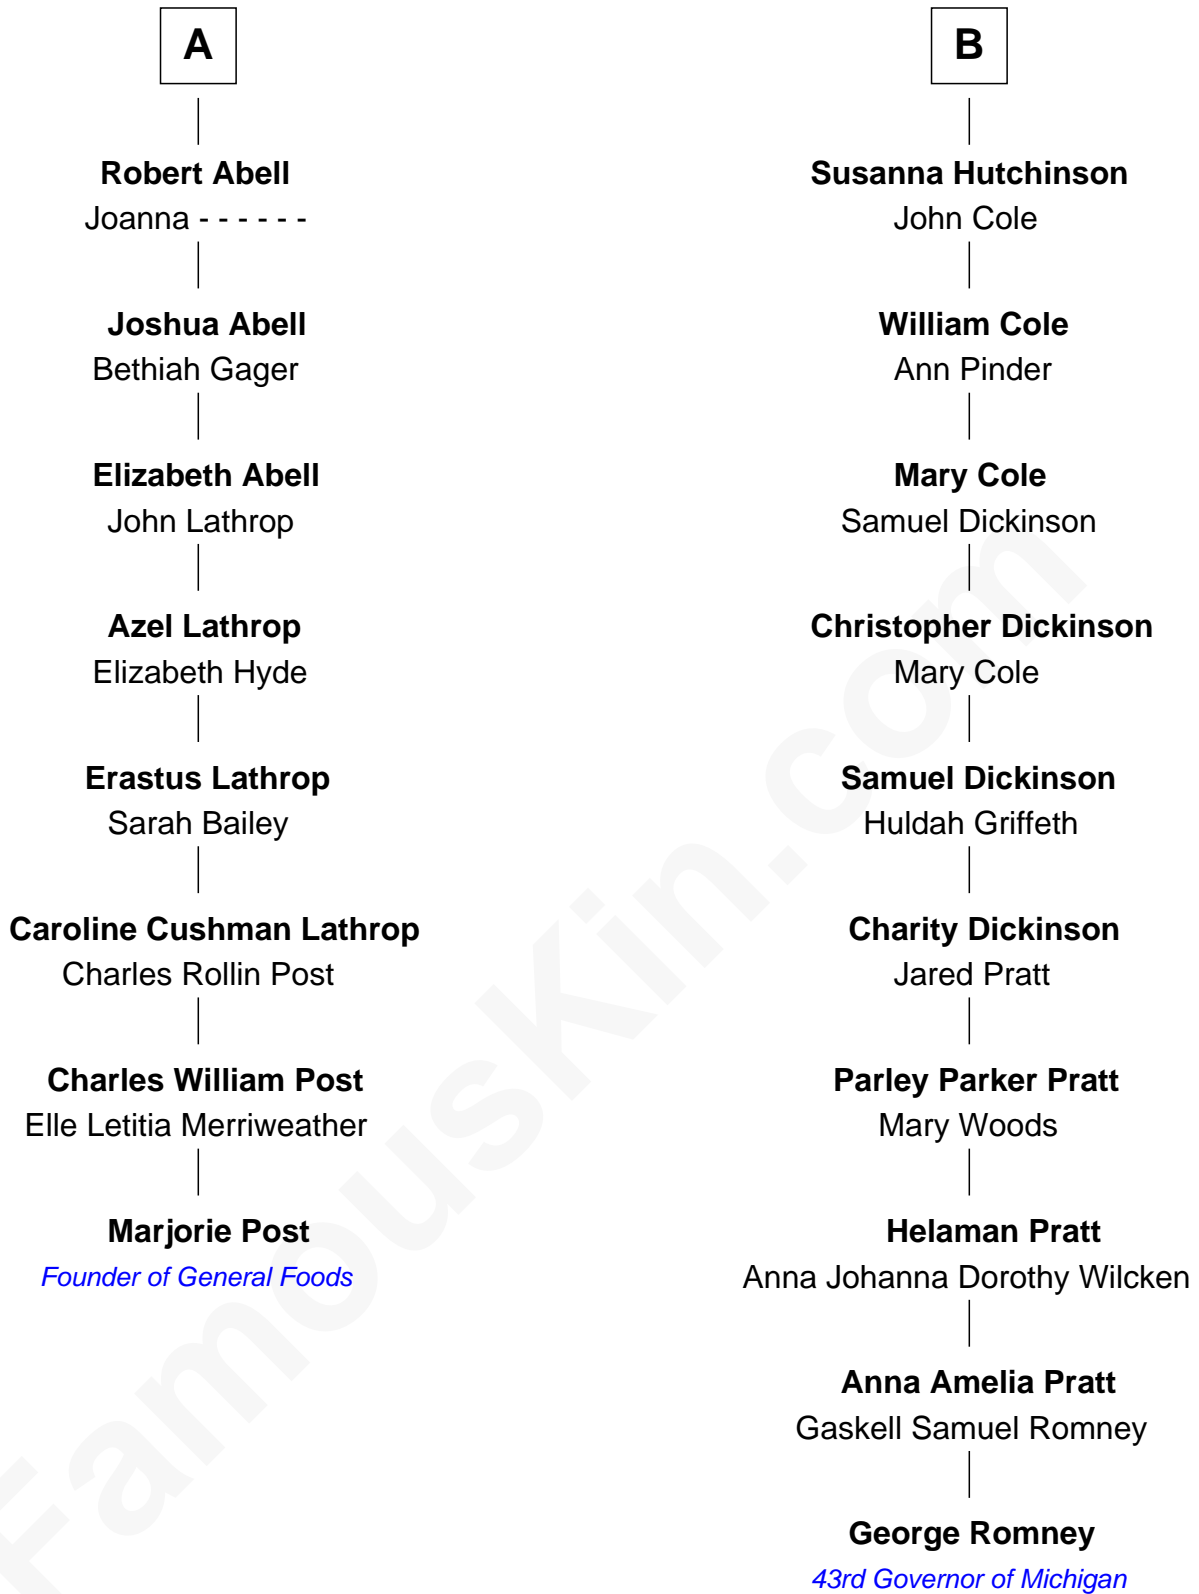 A
Robert Abell
Joanna - - - - - -
Joshua Abell
Bethiah Gager
Elizabeth Abell
John Lathrop
Azel Lathrop
Elizabeth Hyde
Erastus Lathrop
Sarah Bailey
Caroline Cushman Lathrop
Charles Rollin Post
Charles William Post
Elle Letitia Merriweather
Marjorie Post
Founder of General Foods
B
Susanna Hutchinson
John Cole
William Cole
Ann Pinder
Mary Cole
Samuel Dickinson
Christopher Dickinson
Mary Cole
Samuel Dickinson
Huldah Griffeth
Charity Dickinson
Jared Pratt
Parley Parker Pratt
Mary Woods
Helaman Pratt
Anna Johanna Dorothy Wilcken
Anna Amelia Pratt
Gaskell Samuel Romney
George Romney
43rd Governor of Michigan
FamousKin.com